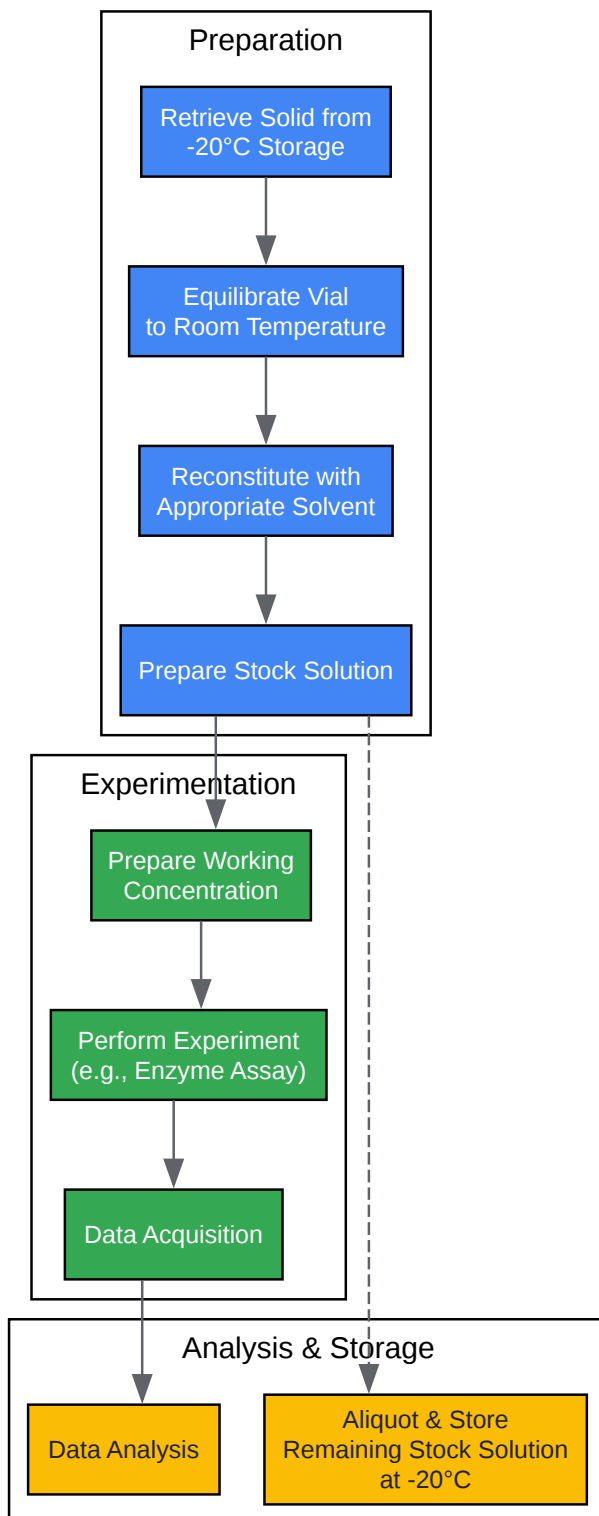 Preparation
Retrieve Solid from
-20°C Storage
Equilibrate Vial
to Room Temperature
Reconstitute with
Appropriate Solvent
Prepare Stock Solution
Experimentation
Prepare Working
Concentration
Perform Experiment
(e.g., Enzyme Assay)
Data Acquisition
Analysis & Storage
Data Analysis
Aliquot & Store
Remaining Stock Solution
at -20°C